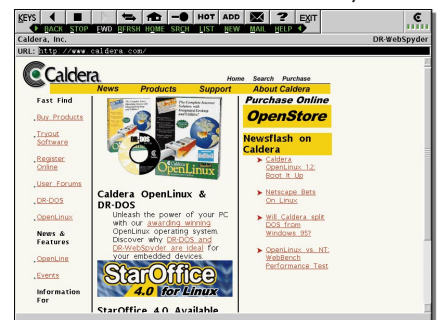 KEYS HOT ADD ? EXIT
BACK STOP FWD RFRSH HOME SRCH LIST NEW MAIL HELP
Caldera, Inc. DR-WebSpyder
URL: http://www.caldera.com/
Caldera
Home Search Purchase
News Products Support About Caldera
Fast Find
Buy Products
Tryout
Software
Register
Online
User Forums
DR-DOS
OpenLinux
News &
Features
OpenLine
Events
Information
For
Caldera OpenLinux &
DR-DOS
Unleash the power of your PC
with our awarding winning
OpenLinux operating system.
Discover why DR-DOS and
DR-WebSpyder are ideal for
your embedded devices.
StarOffice
4.0 for Linux
StarOffice 4.0 Available
Purchase Online
OpenStore
Newsflash on
Caldera
Caldera
OpenLinux 1.2:
Boot It Up
Netscape Bets
On Linux
Will Caldera split
DOS from
Windows 95?
OpenLinux vs. NT:
WebBench
Performance Test